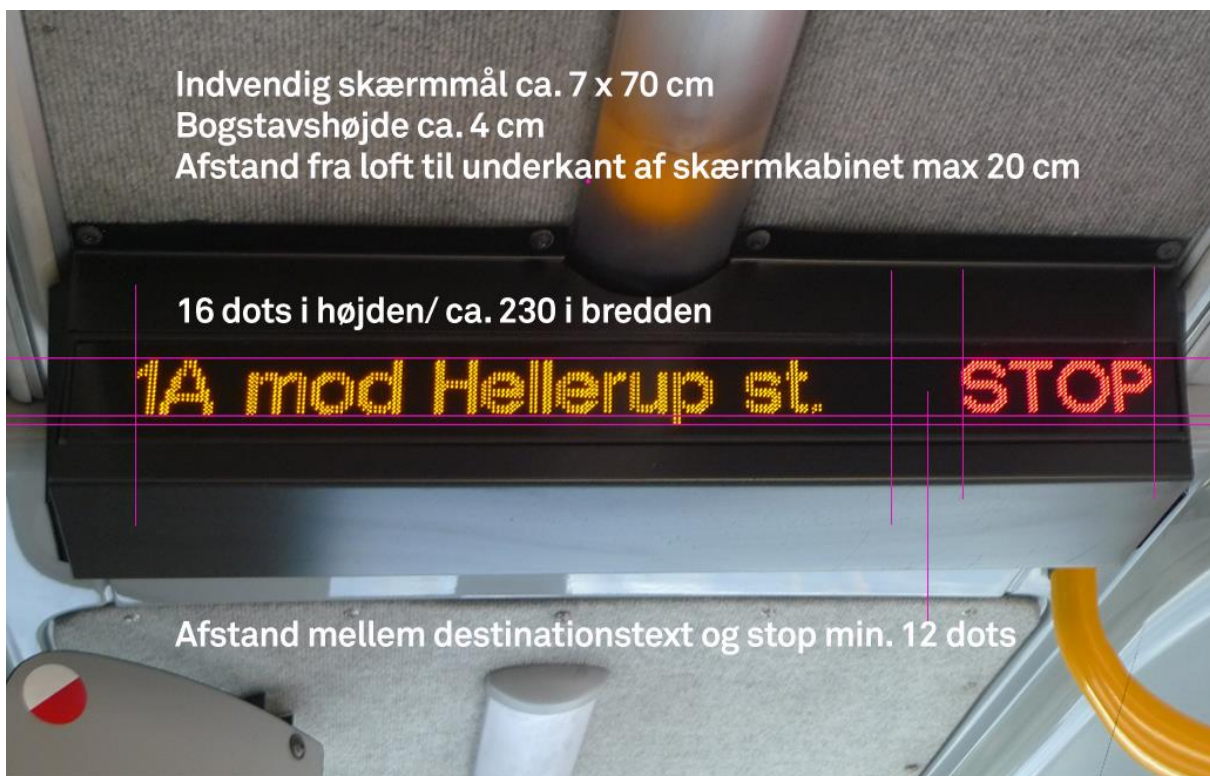 Indvendig skærmmål ca. 7 x 70 cm
Bogstavshøjde ca. 4 cm
Afstand fra loft til underkant af skærmkabinet max 20 cm
16 dots i højden/ ca. 230 i bredden
1A mod Hellerup st. STOP
Afstand mellem destinationstext og stop min. 12 dots